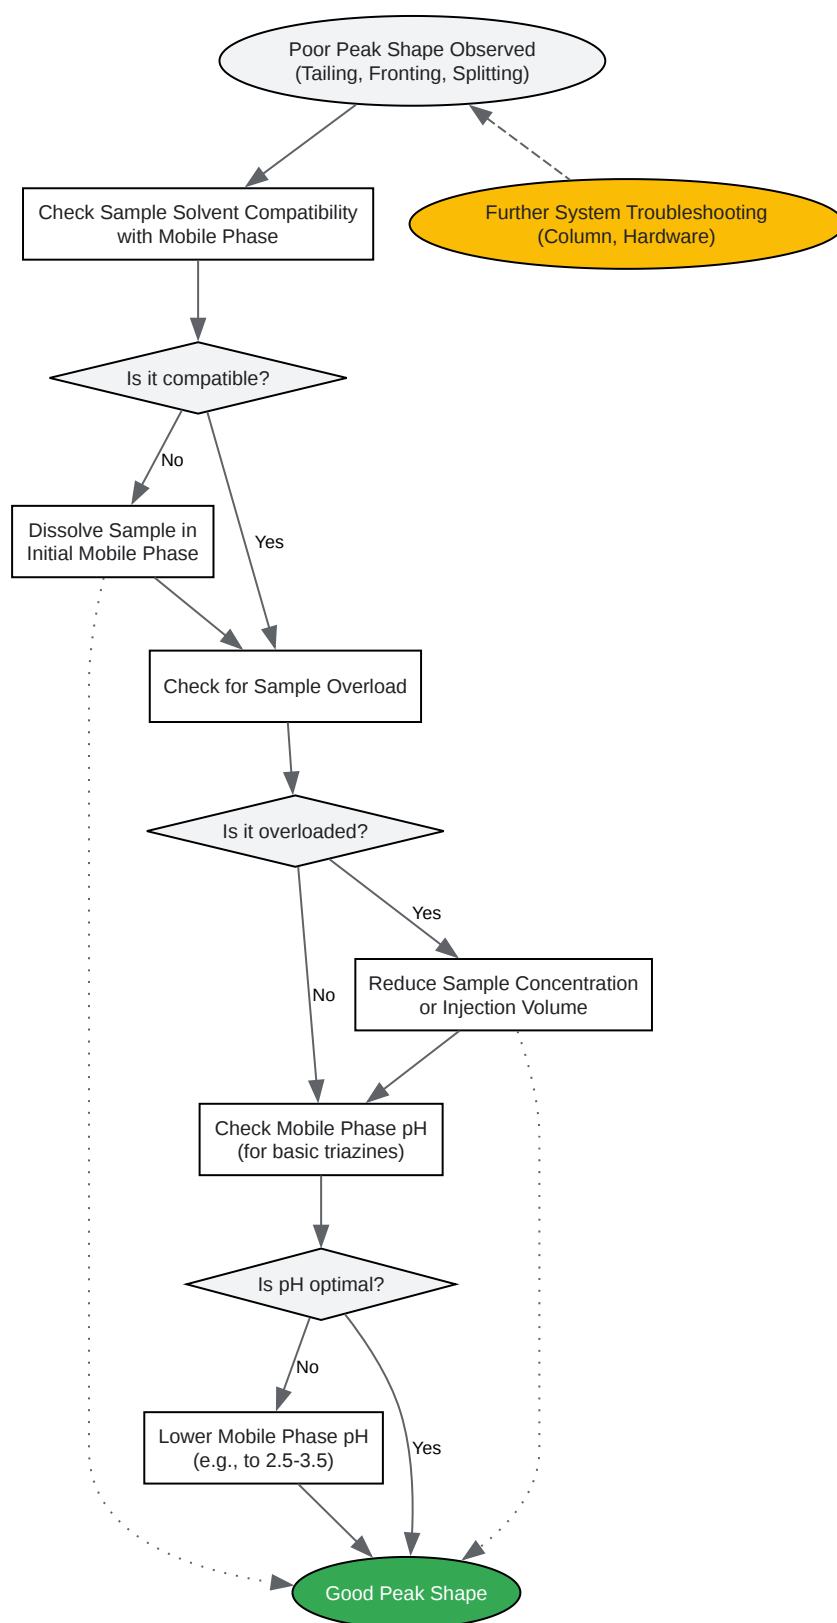 Poor Peak Shape Observed
(Tailing, Fronting, Splitting)
Check Sample Solvent Compatibility
with Mobile Phase
Further System Troubleshooting
(Column, Hardware)
Is it compatible?
No
Dissolve Sample in
Initial Mobile Phase
Yes
Check for Sample Overload
Is it overloaded?
Yes
Reduce Sample Concentration
or Injection Volume
No
Check Mobile Phase pH
(for basic triazines)
Is pH optimal?
No
Lower Mobile Phase pH
(e.g., to 2.5-3.5)
Yes
Good Peak Shape